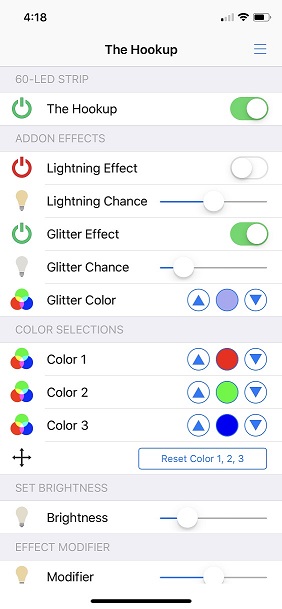 4:18
The Hookup
60-LED STRIP
The Hookup
ADDON EFFECTS
Lightning Effect
Lightning Chance
Glitter Effect
Glitter Chance
Glitter Color
COLOR SELECTIONS
Color 1
Color 2
Color 3
Reset Color 1, 2, 3
SET BRIGHTNESS
Brightness
EFFECT MODIFIER
Modifier